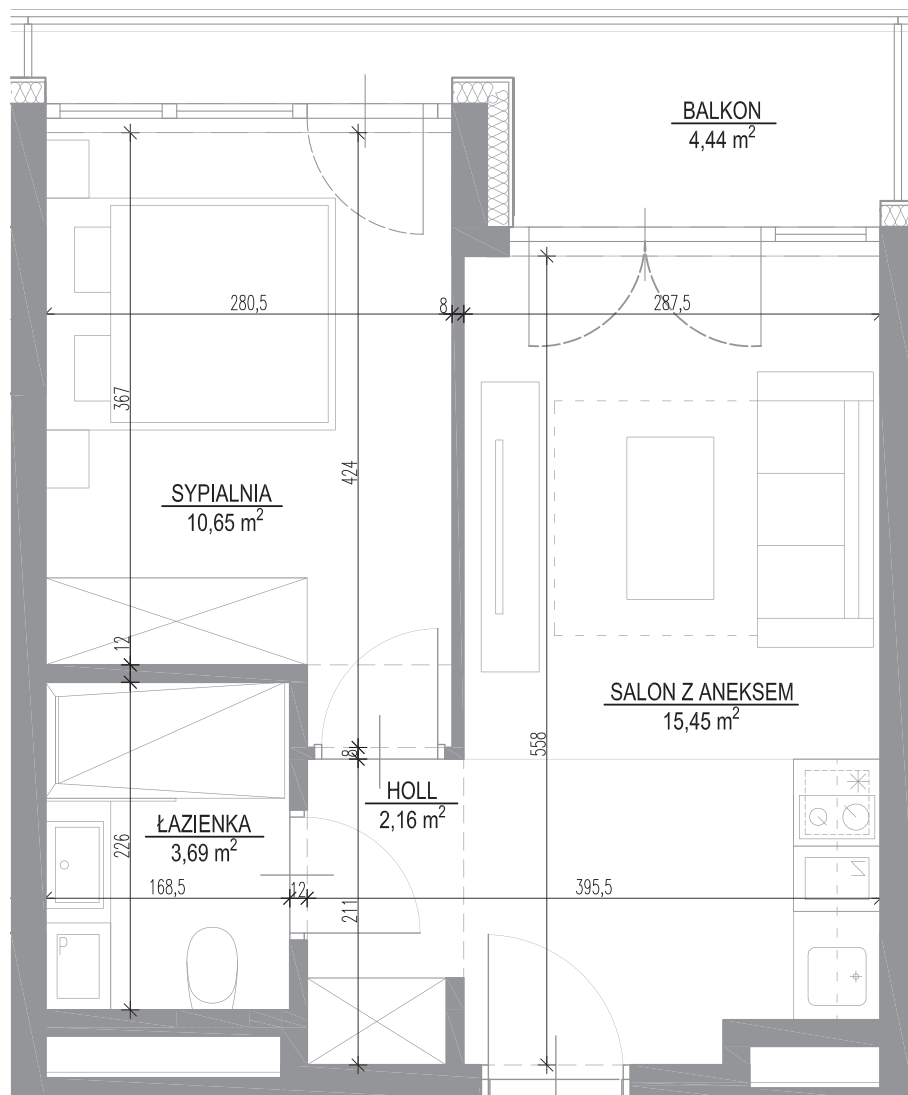 BALKON
4,44 m²
280,5
8
287,5
367
424
SYPIALNIA
10,65 m²
12
SALON Z ANEKSEM
15,45 m²
558
8
HOLL
2,16 m²
ŁAZIENKA
3,69 m²
226
168,5
12
211
395,5
P
Z